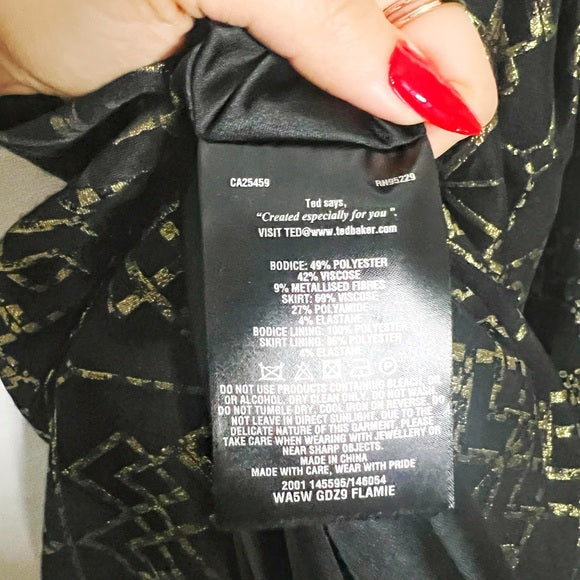 CA25459 RN95229
Ted says,
"Created especially for you".
VISIT TED@www.tedbaker.com
BODICE: 49% POLYESTER
42% VISCOSE
9% METALLISED FIBRES
SKIRT: 69% VISCOSE
27% POLYAMIDE
4% ELASTANE
BODICE LINING: 100% POLYESTER
SKIRT LINING: 96% POLYESTER
4% ELASTANE
DO NOT USE PRODUCTS CONTAINING BLEACH
OR ALCOHOL. DRY CLEAN ONLY. DO NOT WASH
DO NOT TUMBLE DRY, COOL IRON ON REVERSE, DO
NOT LEAVE IN DIRECT SUNLIGHT. DUE TO THE
DELICATE NATURE OF THIS GARMENT, PLEASE
TAKE CARE WHEN WEARING WITH JEWELLERY OR
NEAR SHARP OBJECTS.
MADE IN CHINA
MADE WITH CARE, WEAR WITH PRIDE
2001 145595/146054
WA5W GDZ9 FLAMIE